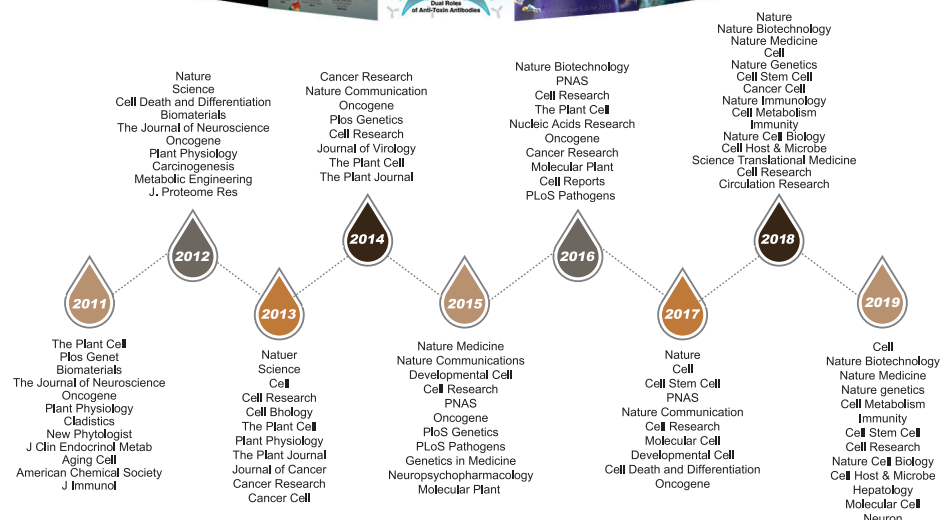 Dual Roles
of Anti-Toxin Antibodies
2011
The Plant Cell
Plos Genet
Biomaterials
The Journal of Neuroscience
Oncogene
Plant Physiology
Cladistics
New Phytologist
J Clin Endocrinol Metab
Aging Cell
American Chemical Society
J Immunol
Nature
Science
Cell Death and Differentiation
Biomaterials
The Journal of Neuroscience
Oncogene
Plant Physiology
Carcinogenesis
Metabolic Engineering
J. Proteome Res
2012
2013
Natuer
Science
Cell
Cell Research
Cell Bhology
The Plant Cell
Plant Physiology
The Plant Journal
Journal of Cancer
Cancer Research
Cancer Cell
Cancer Research
Nature Communication
Oncogene
Plos Genetics
Cell Research
Journal of Virology
The Plant Cell
The Plant Journal
2014
2015
Nature Medicine
Nature Communications
Developmental Cell
Cell Research
PNAS
Oncogene
PloS Genetics
PLoS Pathogens
Genetics in Medicine
Neuropsychopharmacology
Molecular Plant
Nature Biotechnology
PNAS
Cell Research
The Plant Cell
Nucleic Acids Research
Oncogene
Cancer Research
Molecular Plant
Cell Reports
PLoS Pathogens
2016
2017
Nature
Cell
Cell Stem Cell
PNAS
Nature Communication
Cell Research
Molecular Cell
Developmental Cell
Cell Death and Differentiation
Oncogene
Nature
Nature Biotechnology
Nature Medicine
Cell
Nature Genetics
Cell Stem Cell
Cancer Cell
Nature Immunology
Cell Metabolism
Immunity
Nature Cell Biology
Cell Host & Microbe
Science Translational Medicine
Cell Research
Circulation Research
2018
2019
Cell
Nature Biotechnology
Nature Medicine
Nature genetics
Cell Metabolism
Immunity
Cell Stem Cell
Cell Research
Nature Cell Biology
Cell Host & Microbe
Hepatology
Molecular Cell
Neuron